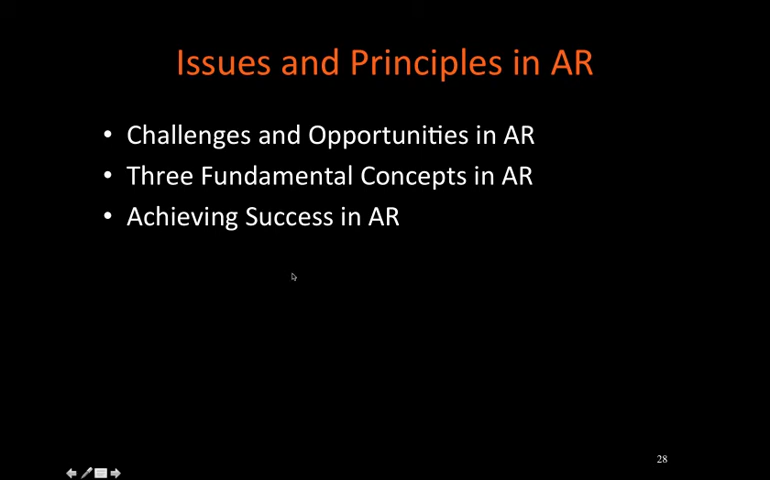 Issues and Principles in AR
• Challenges and Opportunities in AR
• Three Fundamental Concepts in AR
• Achieving Success in AR
28